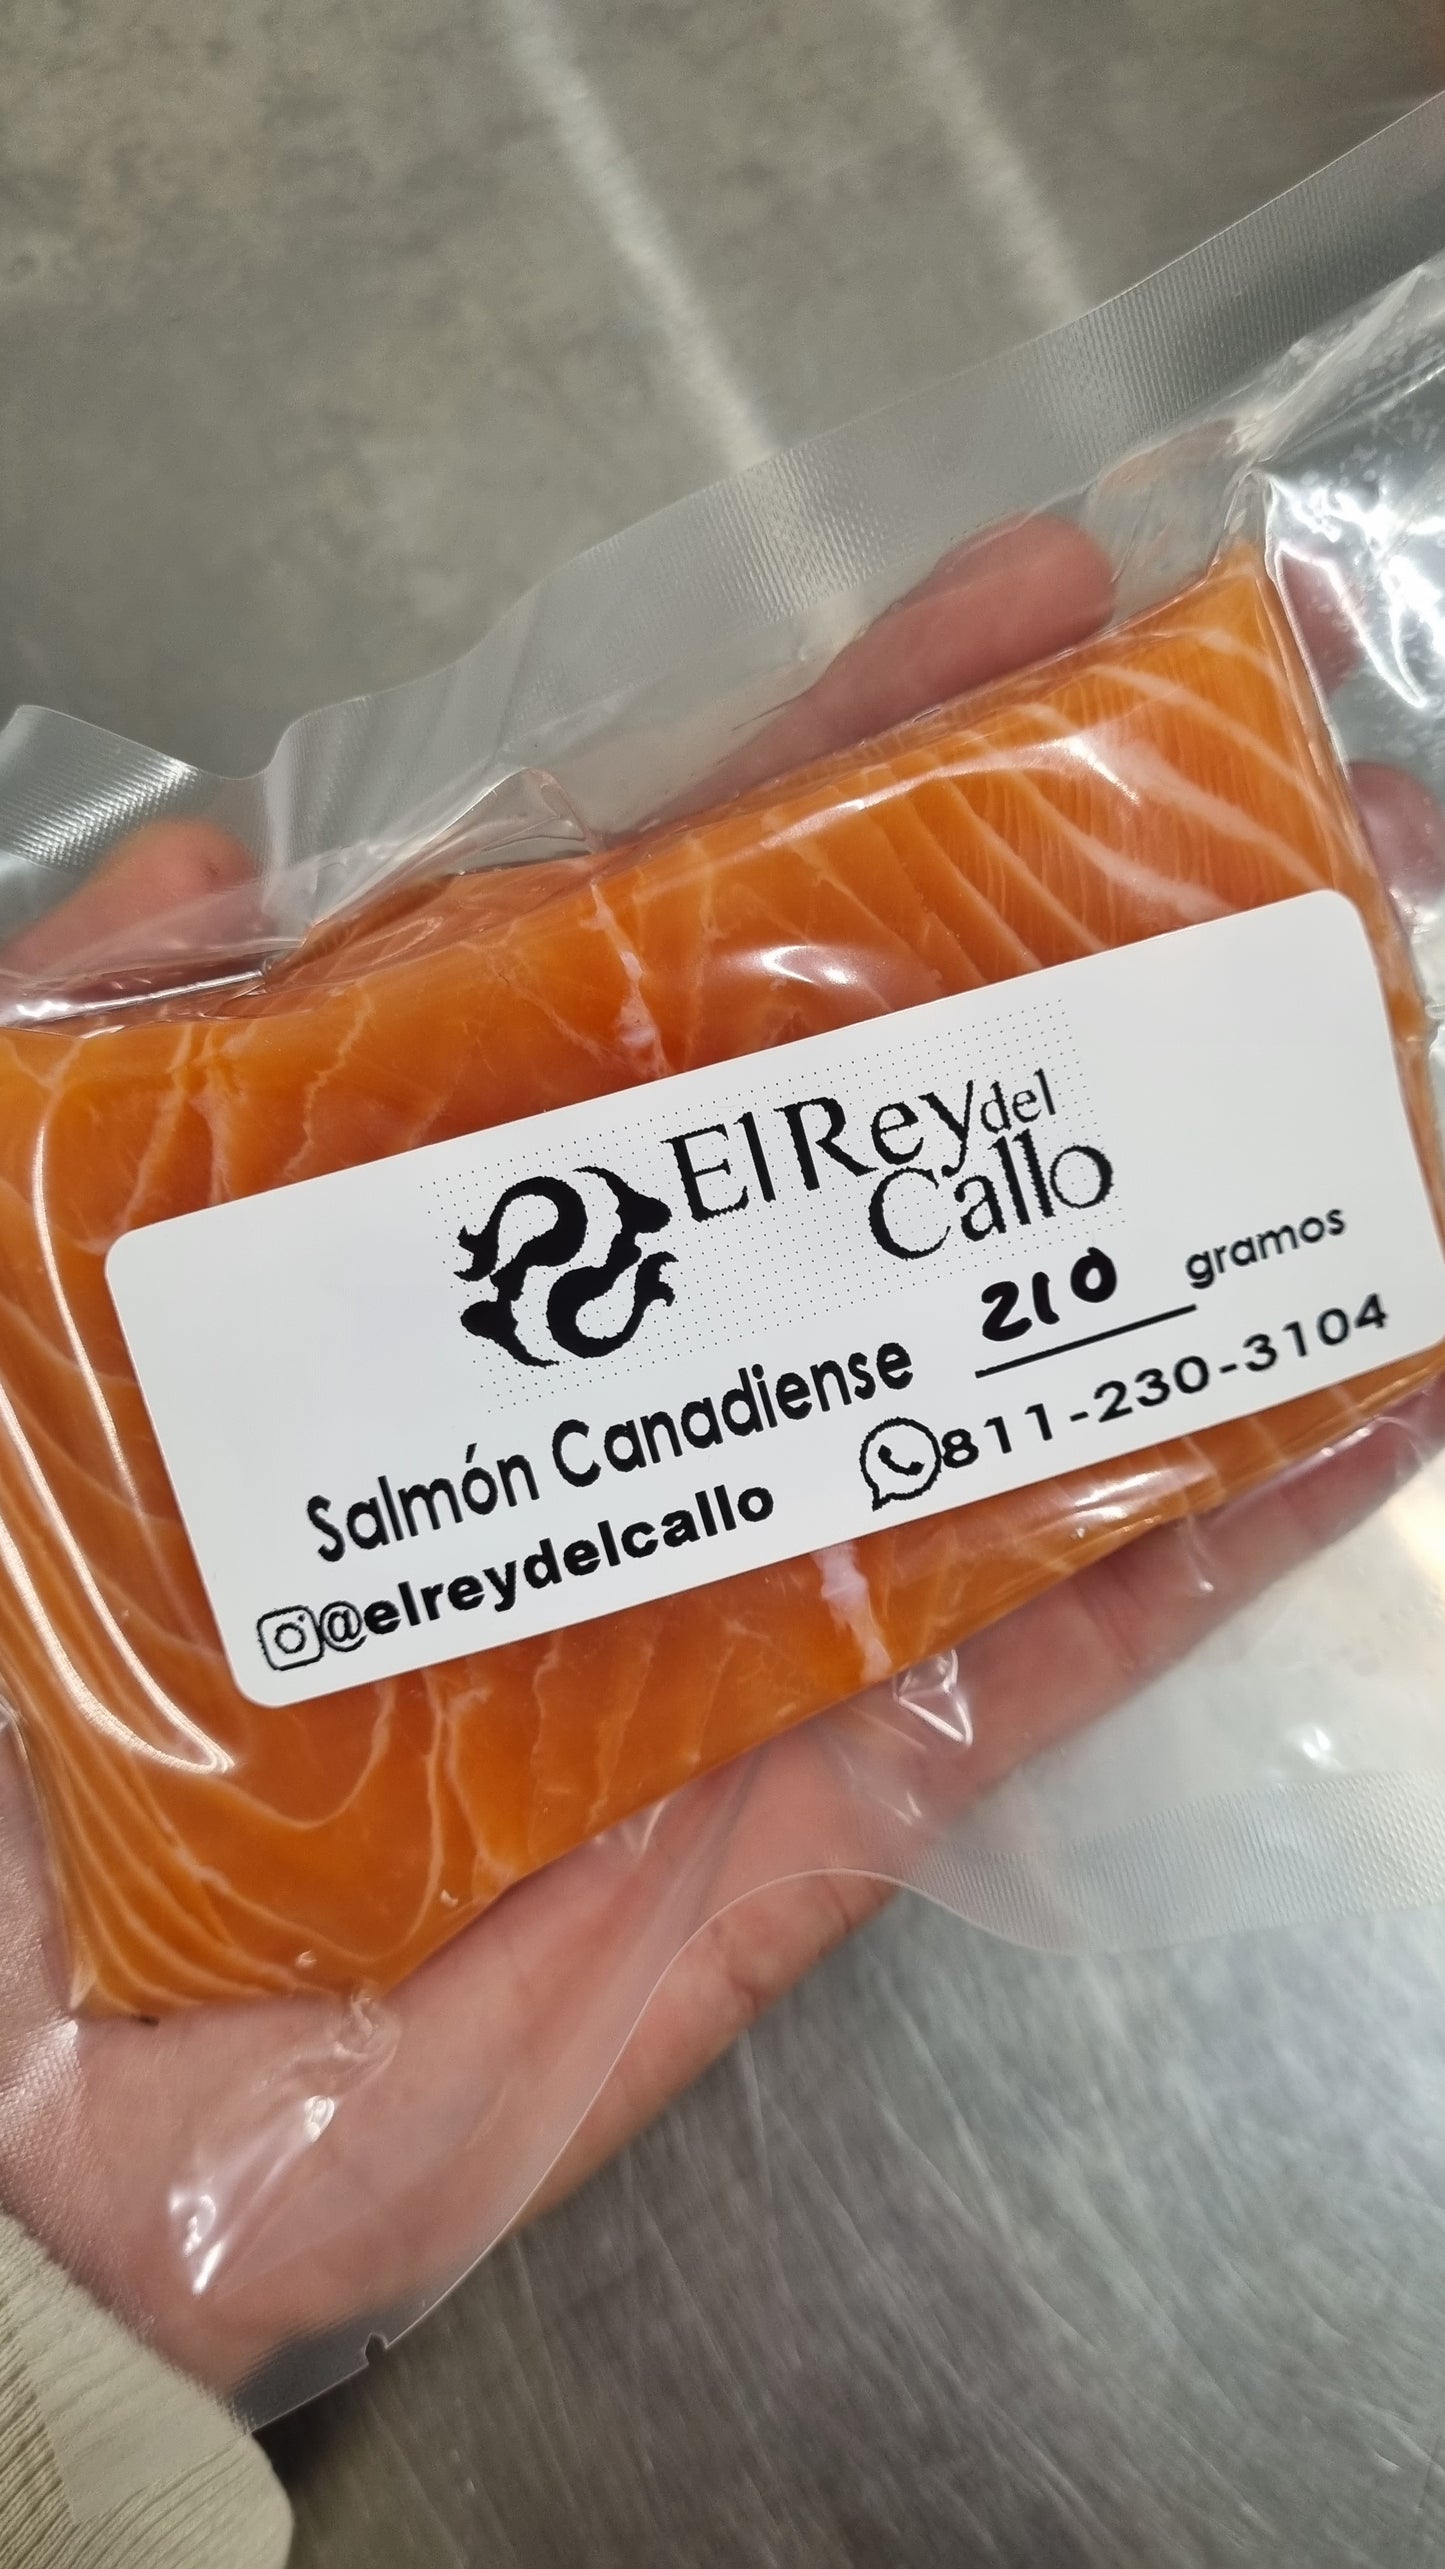 El Rey del
Callo
Salmón Canadiense 210 gramos
@elreydelcallo 811-230-3104